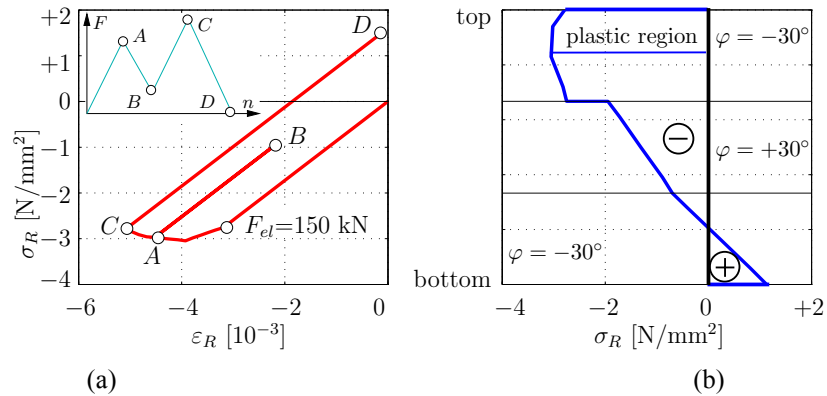 +2
+1
0
−1
−2
−3
−4
σR [N/mm²]
F
A
B
C
D
n
D
B
C
A
Fel=150 kN
−6
−4
−2
0
εR [10⁻³]
(a)
top
bottom
plastic region
φ = −30°
−
φ = +30°
φ = −30°
+
−4
−2
0
+2
σR [N/mm²]
(b)